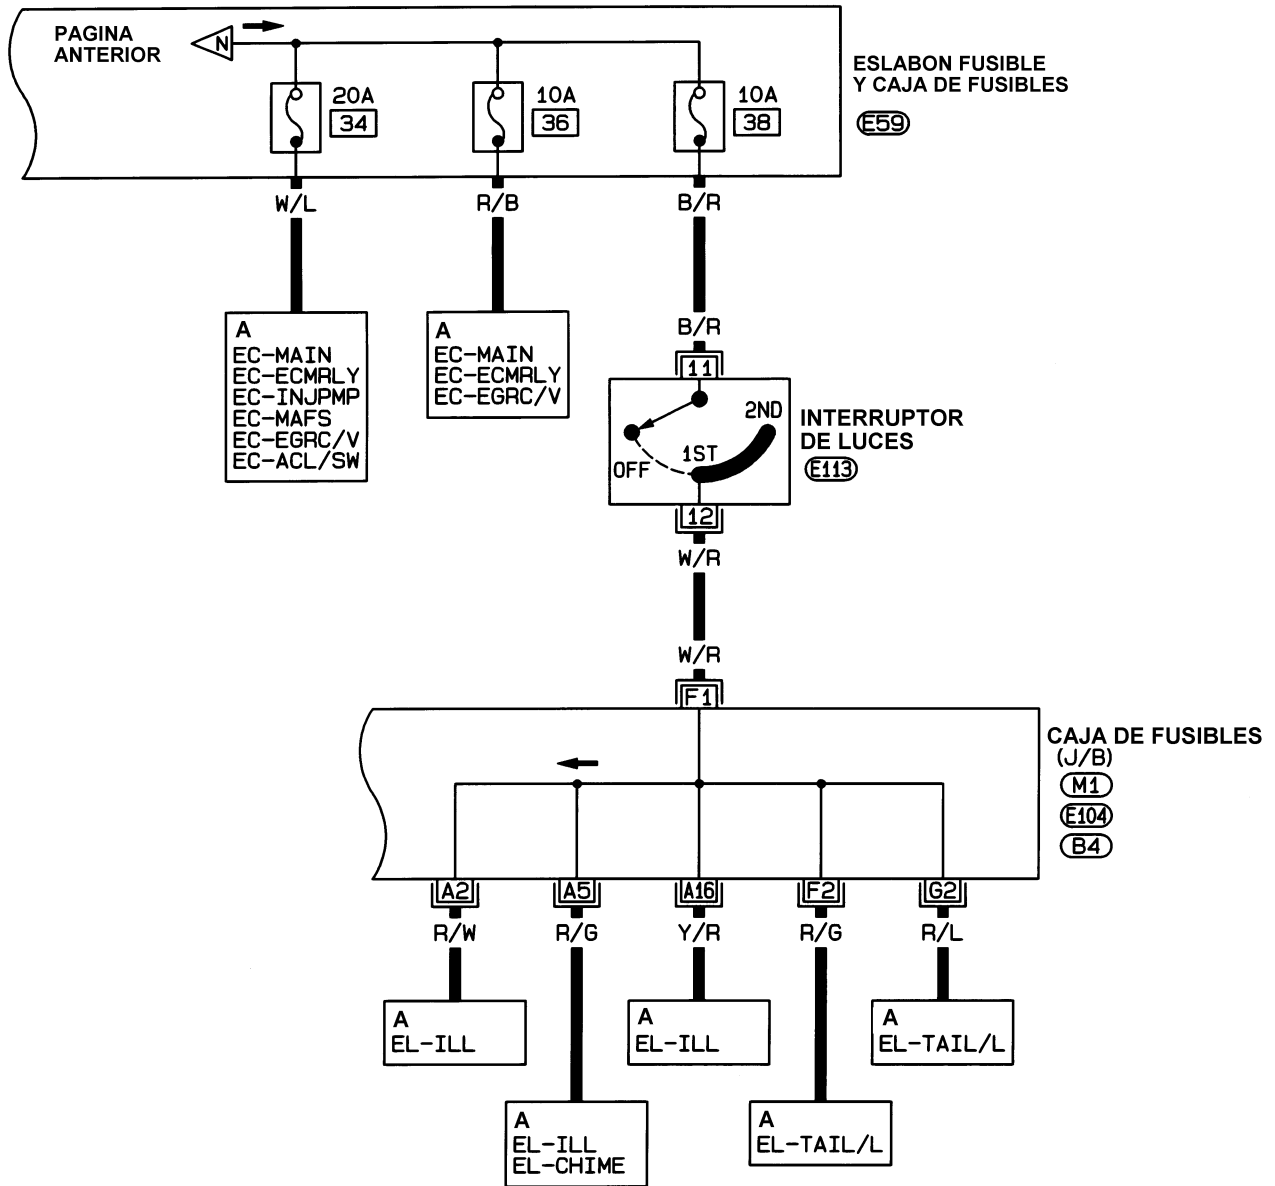 PAGINA
ANTERIOR
N
ESLABON FUSIBLE
Y CAJA DE FUSIBLES
E59
20A
34
10A
36
10A
38
W/L
R/B
B/R
A
EC-MAIN
EC-ECMRLY
EC-INJPMP
EC-MAFS
EC-EGRC/V
EC-ACL/SW
A
EC-MAIN
EC-ECMRLY
EC-EGRC/V
B/R
11
OFF
1ST
2ND
INTERRUPTOR
DE LUCES
E113
12
W/R
W/R
F1
CAJA DE FUSIBLES
(J/B)
M1
E104
B4
A2
A5
A16
F2
G2
R/W
R/G
Y/R
R/G
R/L
A
EL-ILL
A
EL-ILL
A
EL-TAIL/L
A
EL-ILL
EL-CHIME
A
EL-TAIL/L